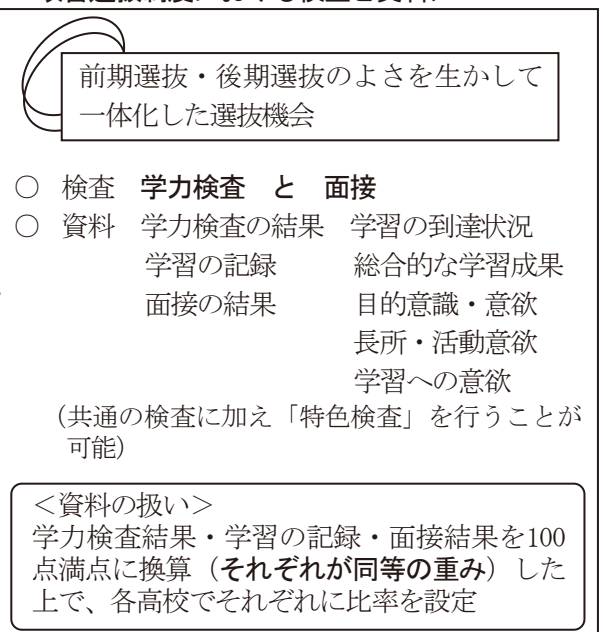 前期選抜・後期選抜のよさを生かして
一体化した選抜機会
○ 検査 学力検査 と 面接
○ 資料 学力検査の結果 学習の到達状況
学習の記録 総合的な学習成果
面接の結果 目的意識・意欲
長所・活動意欲
学習への意欲
(共通の検査に加え「特色検査」を行うことが
可能)
<資料の扱い>
学力検査結果・学習の記録・面接結果を100
点満点に換算(それぞれが同等の重み)した
上で、各高校でそれぞれに比率を設定